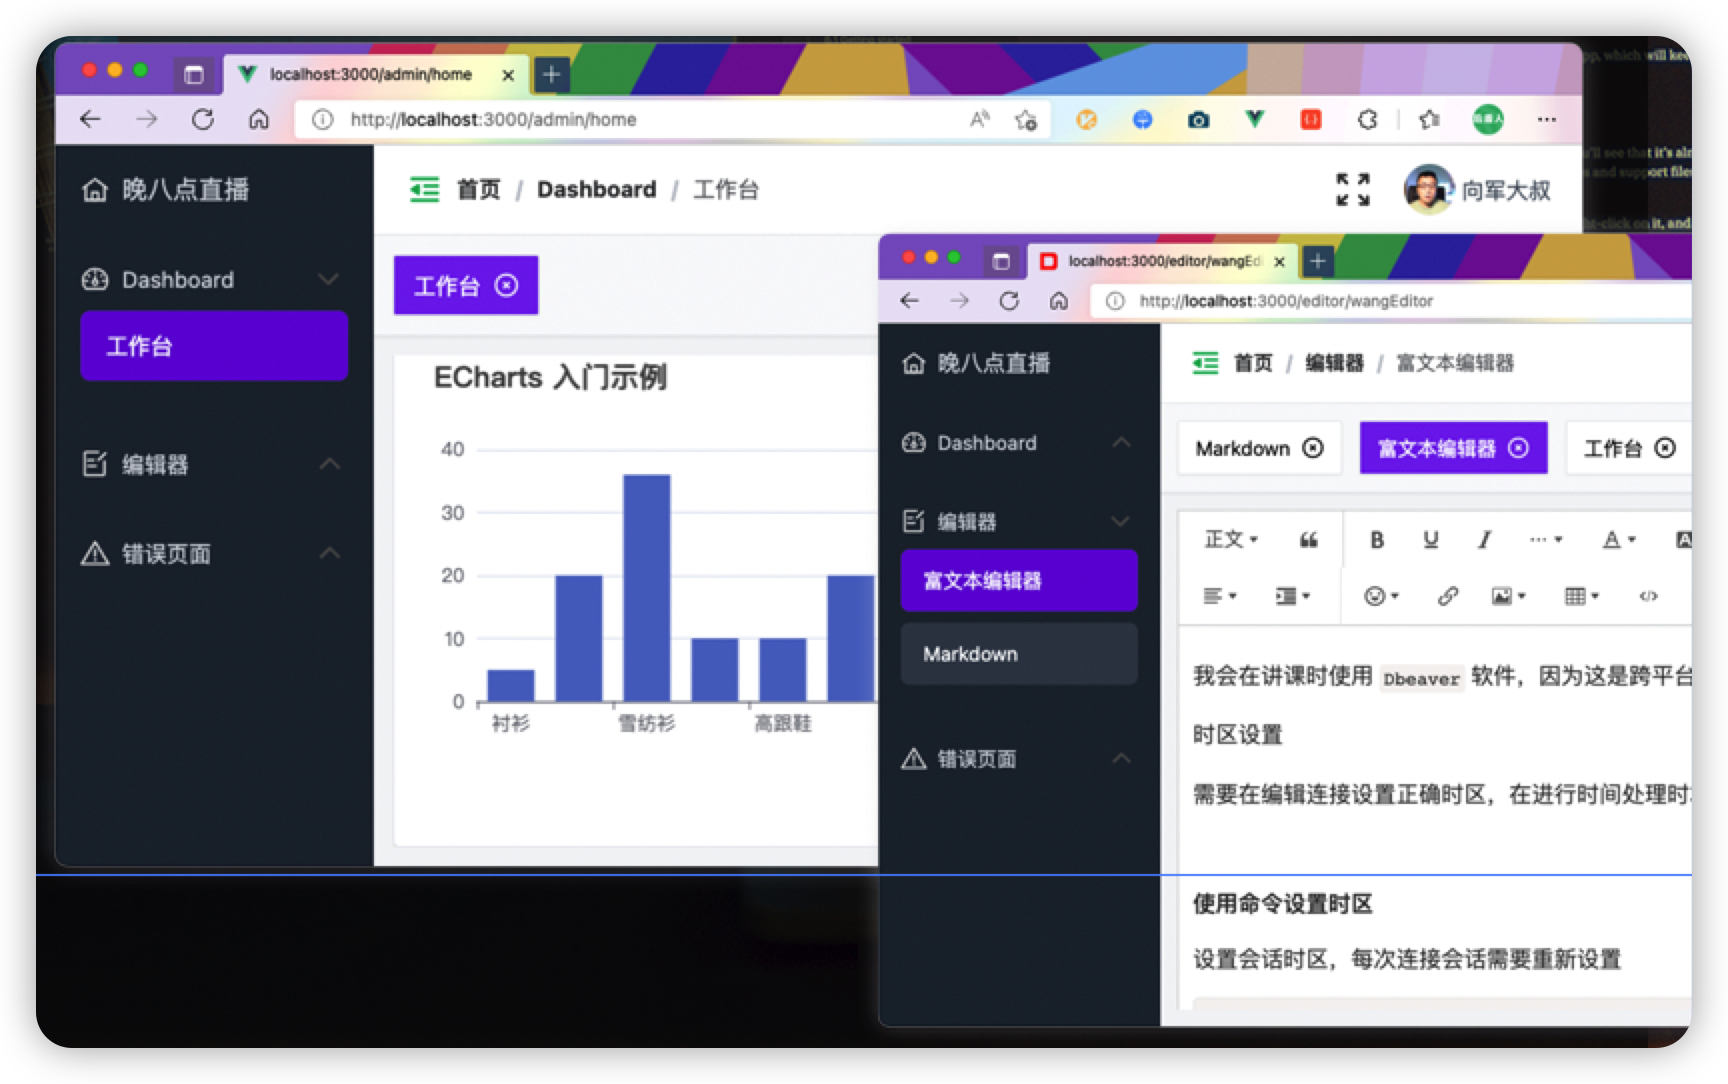 localhost:3000/admin/home
http://localhost:3000/admin/home
晚八点直播
首页 / Dashboard / 工作台
向军大叔
Dashboard
工作台
编辑器
错误页面
工作台
ECharts 入门示例
40
30
20
10
0
衬衫 雪纺衫 高跟鞋
localhost:3000/editor/wangEdi
http://localhost:3000/editor/wangEditor
晚八点直播
首页 / 编辑器 / 富文本编辑器
Dashboard
编辑器
富文本编辑器
Markdown
错误页面
Markdown 富文本编辑器 工作台
正文 B U I A A
我会在讲课时使用 Dbeaver 软件，因为这是跨平台
时区设置
需要在编辑连接设置正确时区，在进行时间处理时
使用命令设置时区
设置会话时区，每次连接会话需要重新设置